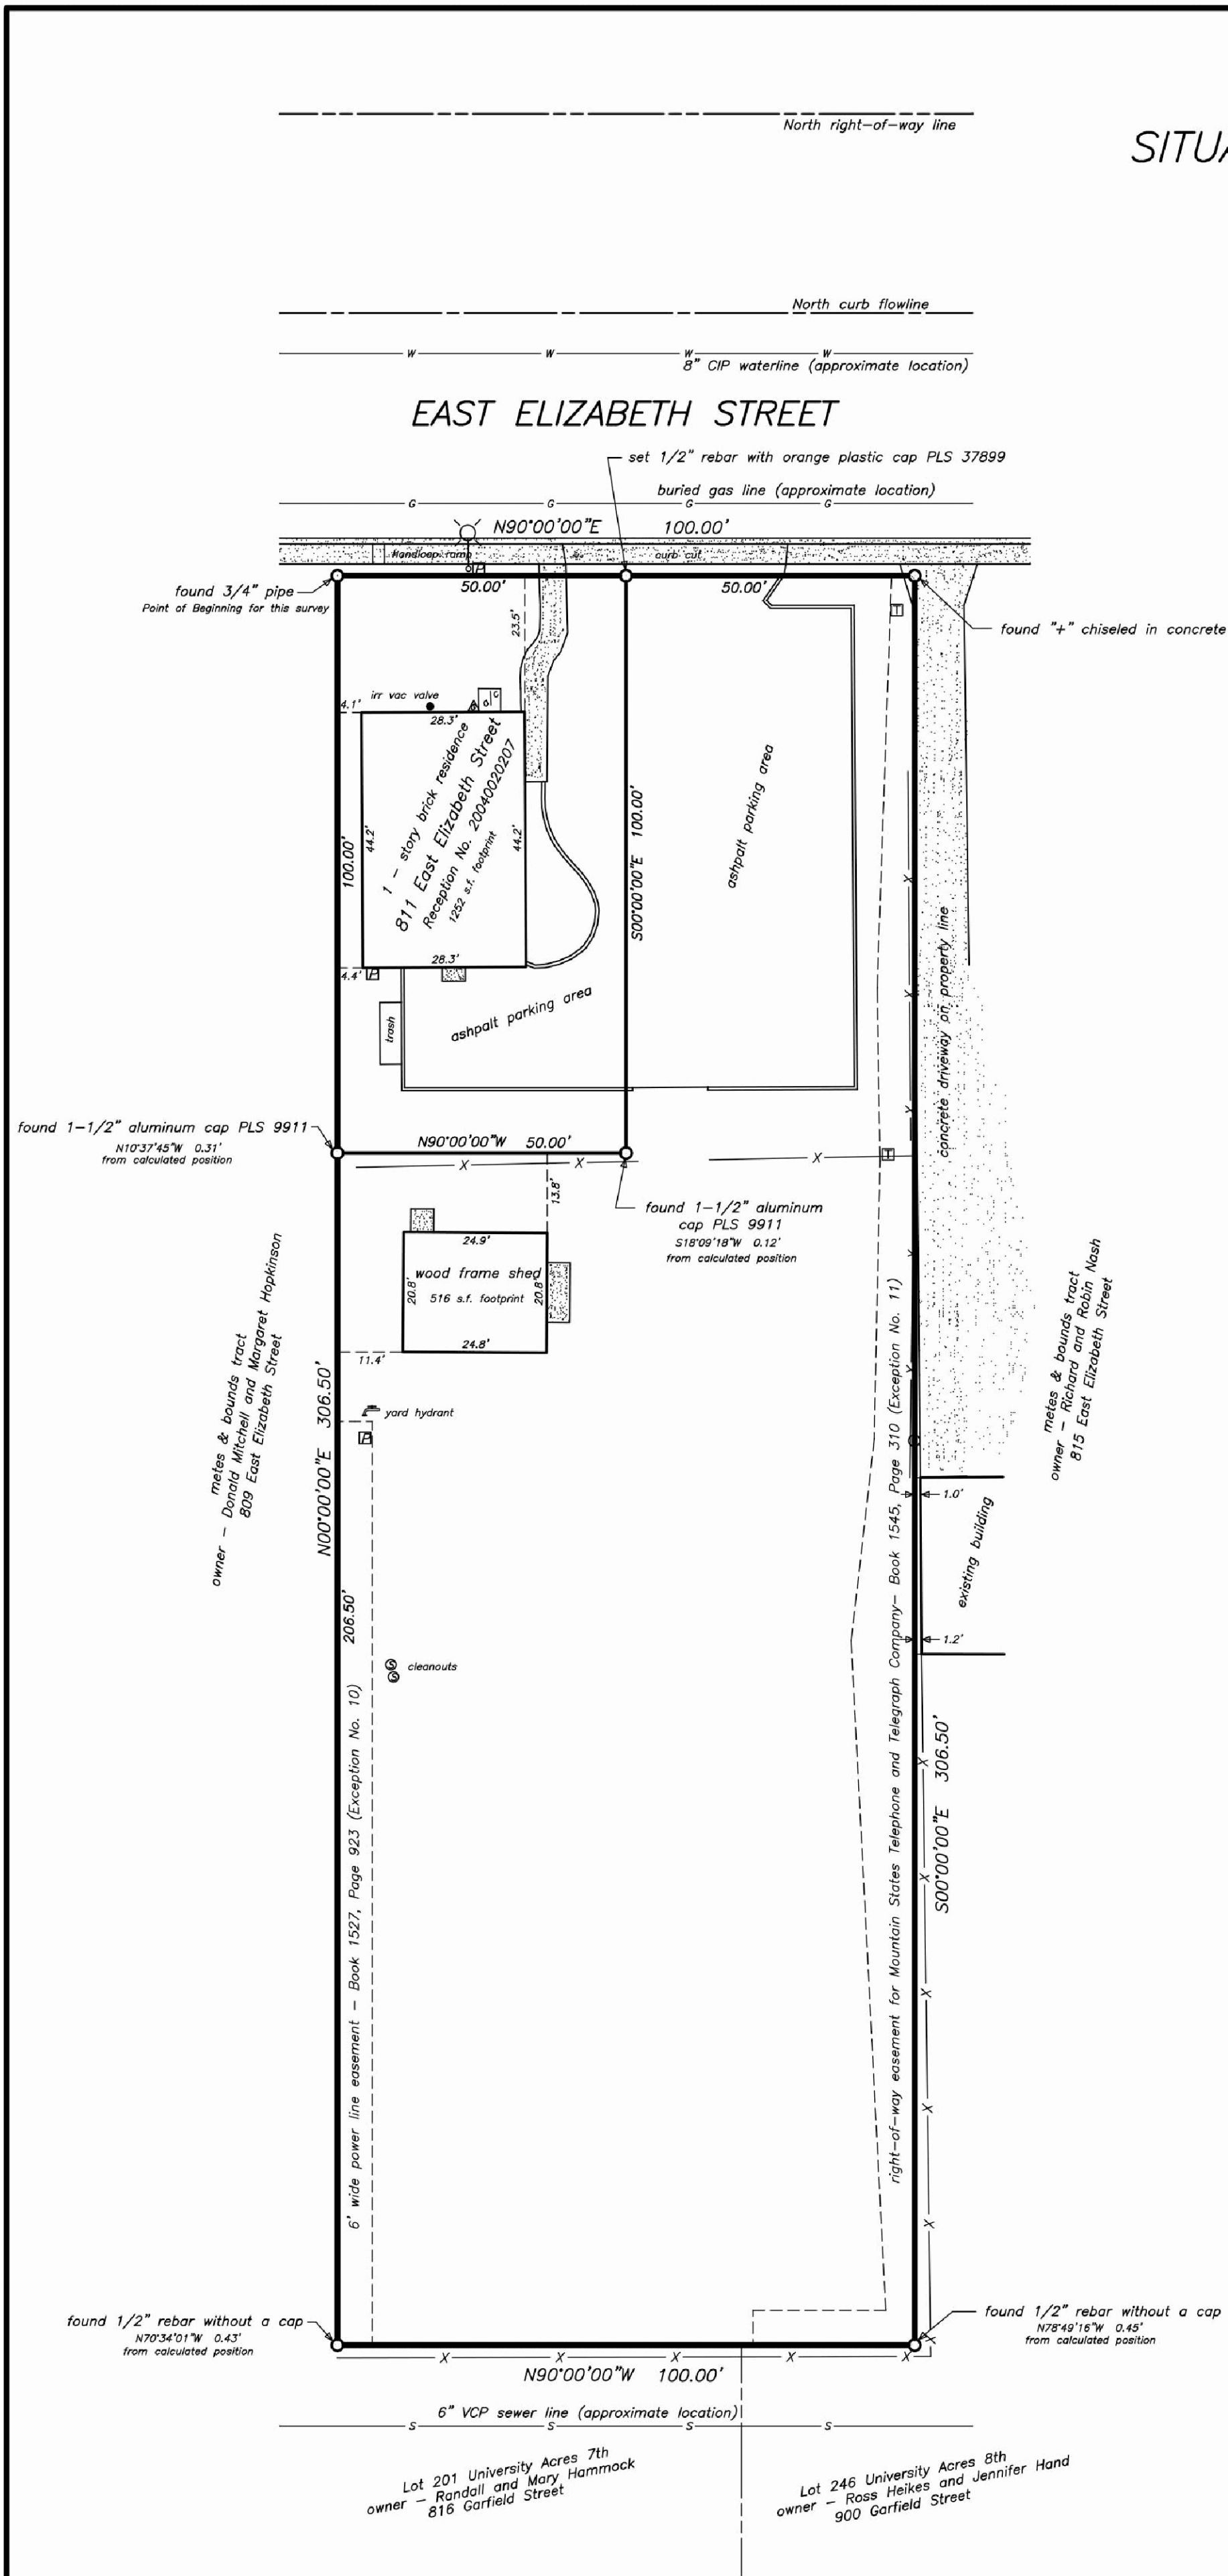 North right-of-way line
SITUA
North curb flowline
W W W W
8" CIP waterline (approximate location)
EAST ELIZABETH STREET
set 1/2" rebar with orange plastic cap PLS 37899
buried gas line (approximate location)
G G G G
N90°00'00"E 100.00'
Handicap ramp
curb cut
P
found 3/4" pipe
Point of Beginning for this survey
50.00'
50.00'
23.5'
T
found "+" chiseled in concrete
irr vac valve
a/c
4.1'
28.3'
1 - story brick residence
811 East Elizabeth Street
Reception No. 20040020207
1252 s.f. footprint
44.2'
44.2'
100.00'
S00°00'00"E 100.00'
ashpalt parking area
concrete driveway on property line
28.3'
4.4'
P
trash
ashpalt parking area
found 1-1/2" aluminum cap PLS 9911
N10°37'45"W 0.31'
from calculated position
N90°00'00"W 50.00'
X X X
T
13.8'
found 1-1/2" aluminum
cap PLS 9911
S18°09'18"W 0.12'
from calculated position
24.9'
wood frame shed
516 s.f. footprint
20.8'
20.8'
24.8'
11.4'
metes & bounds tract
owner - Donald Mitchell and Margaret Hopkinson
809 East Elizabeth Street
metes & bounds tract
owner - Richard and Robin Nash
815 East Elizabeth Street
N00°00'00"E 306.50'
yard hydrant
P
1.0'
existing building
1.2'
206.50'
S S cleanouts
6' wide power line easement - Book 1527, Page 923 (Exception No. 10)
right-of-way easement for Mountain States Telephone and Telegraph Company- Book 1545, Page 310 (Exception No. 11)
S00°00'00"E 306.50'
found 1/2" rebar without a cap
N70°34'01"W 0.43'
from calculated position
found 1/2" rebar without a cap
N78°49'16"W 0.45'
from calculated position
X X X X X
N90°00'00"W 100.00'
6" VCP sewer line (approximate location)
S S S S
Lot 201 University Acres 7th
owner - Randall and Mary Hammock
816 Garfield Street
Lot 246 University Acres 8th
owner - Ross Heikes and Jennifer Hand
900 Garfield Street